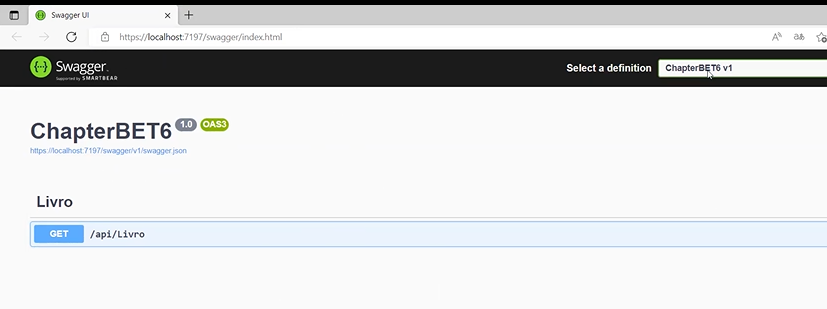 Swagger UI
https://localhost:7197/swagger/index.html
Swagger.
Supported by SMARTBEAR
Select a definition
ChapterBET6 v1
ChapterBET6 1.0 OAS3
https://localhost:7197/swagger/v1/swagger.json
Livro
GET /api/Livro